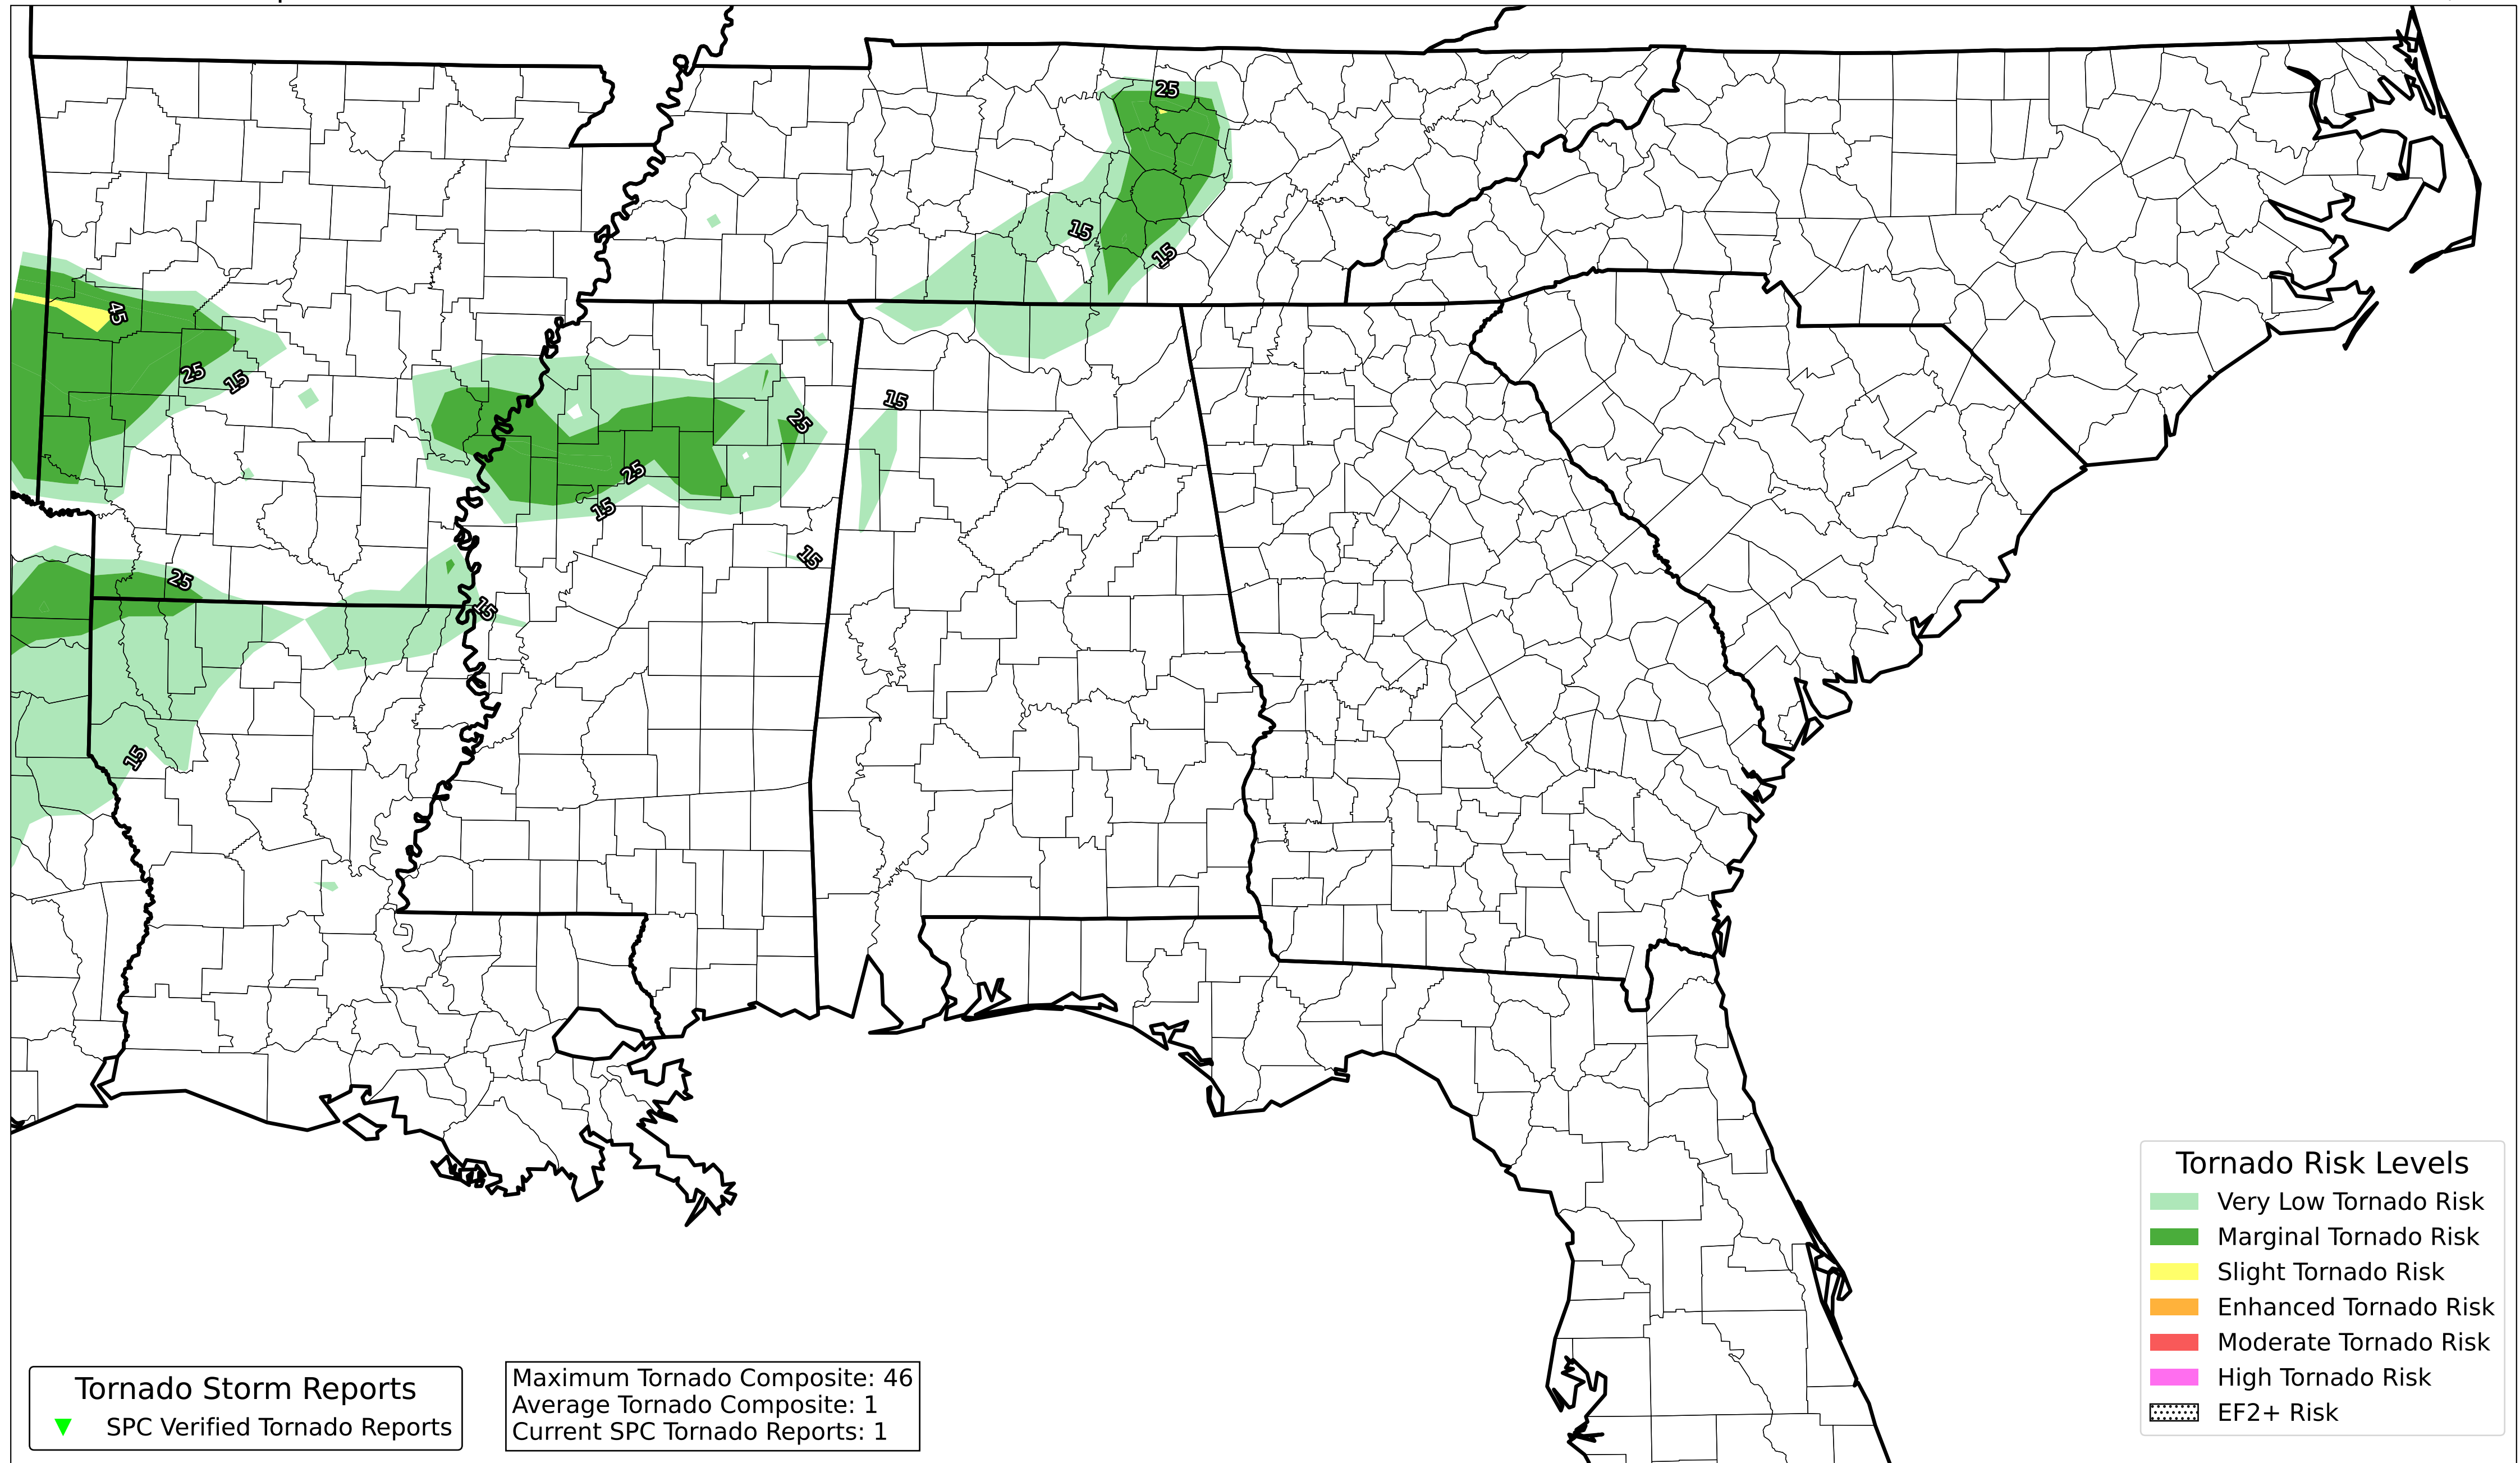 25
15
15
45
25
15
15
25
25
15
15
25
15
15
Tornado Risk Levels
Very Low Tornado Risk
Marginal Tornado Risk
Slight Tornado Risk
Enhanced Tornado Risk
Moderate Tornado Risk
High Tornado Risk
EF2+ Risk
Tornado Storm Reports
SPC Verified Tornado Reports
Maximum Tornado Composite: 46
Average Tornado Composite: 1
Current SPC Tornado Reports: 1